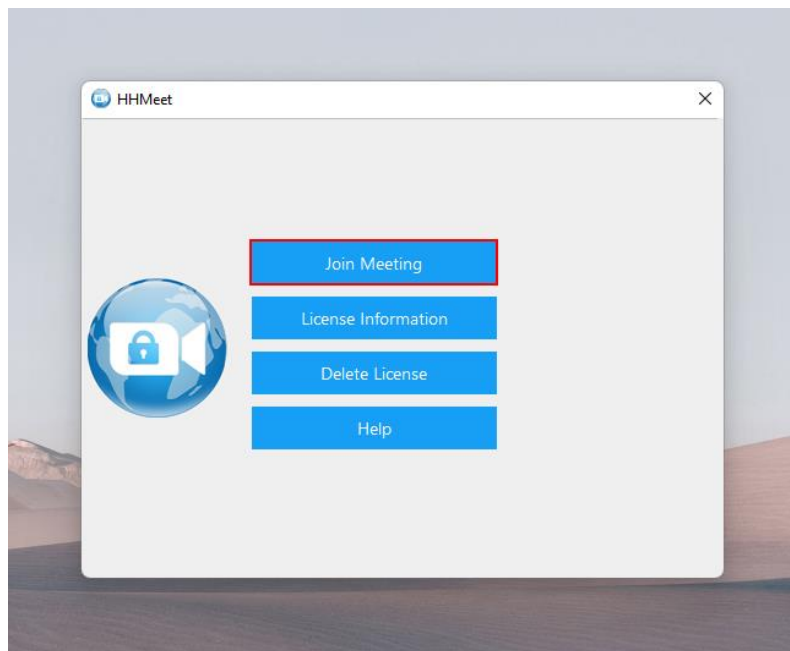 HHMeet
Join Meeting
License Information
Delete License
Help